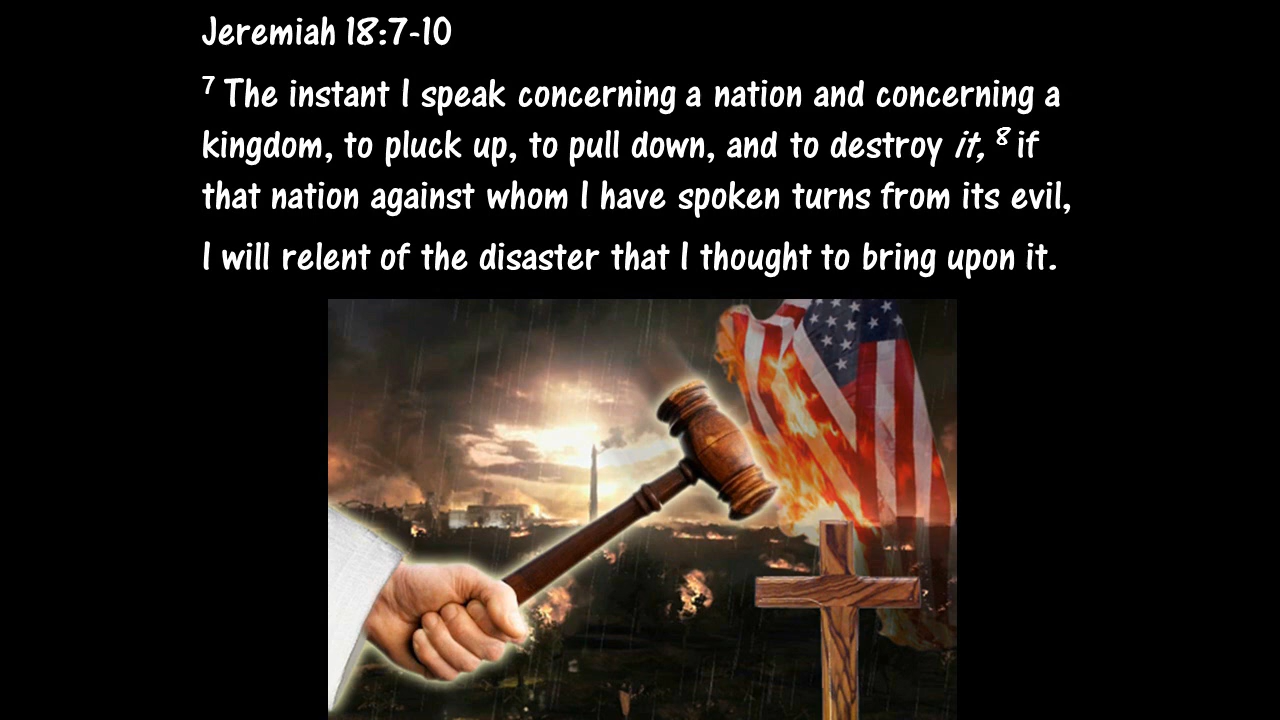 Jeremiah 18:7-10
7 The instant I speak concerning a nation and concerning a
kingdom, to pluck up, to pull down, and to destroy it, 8 if
that nation against whom I have spoken turns from its evil,
I will relent of the disaster that I thought to bring upon it.